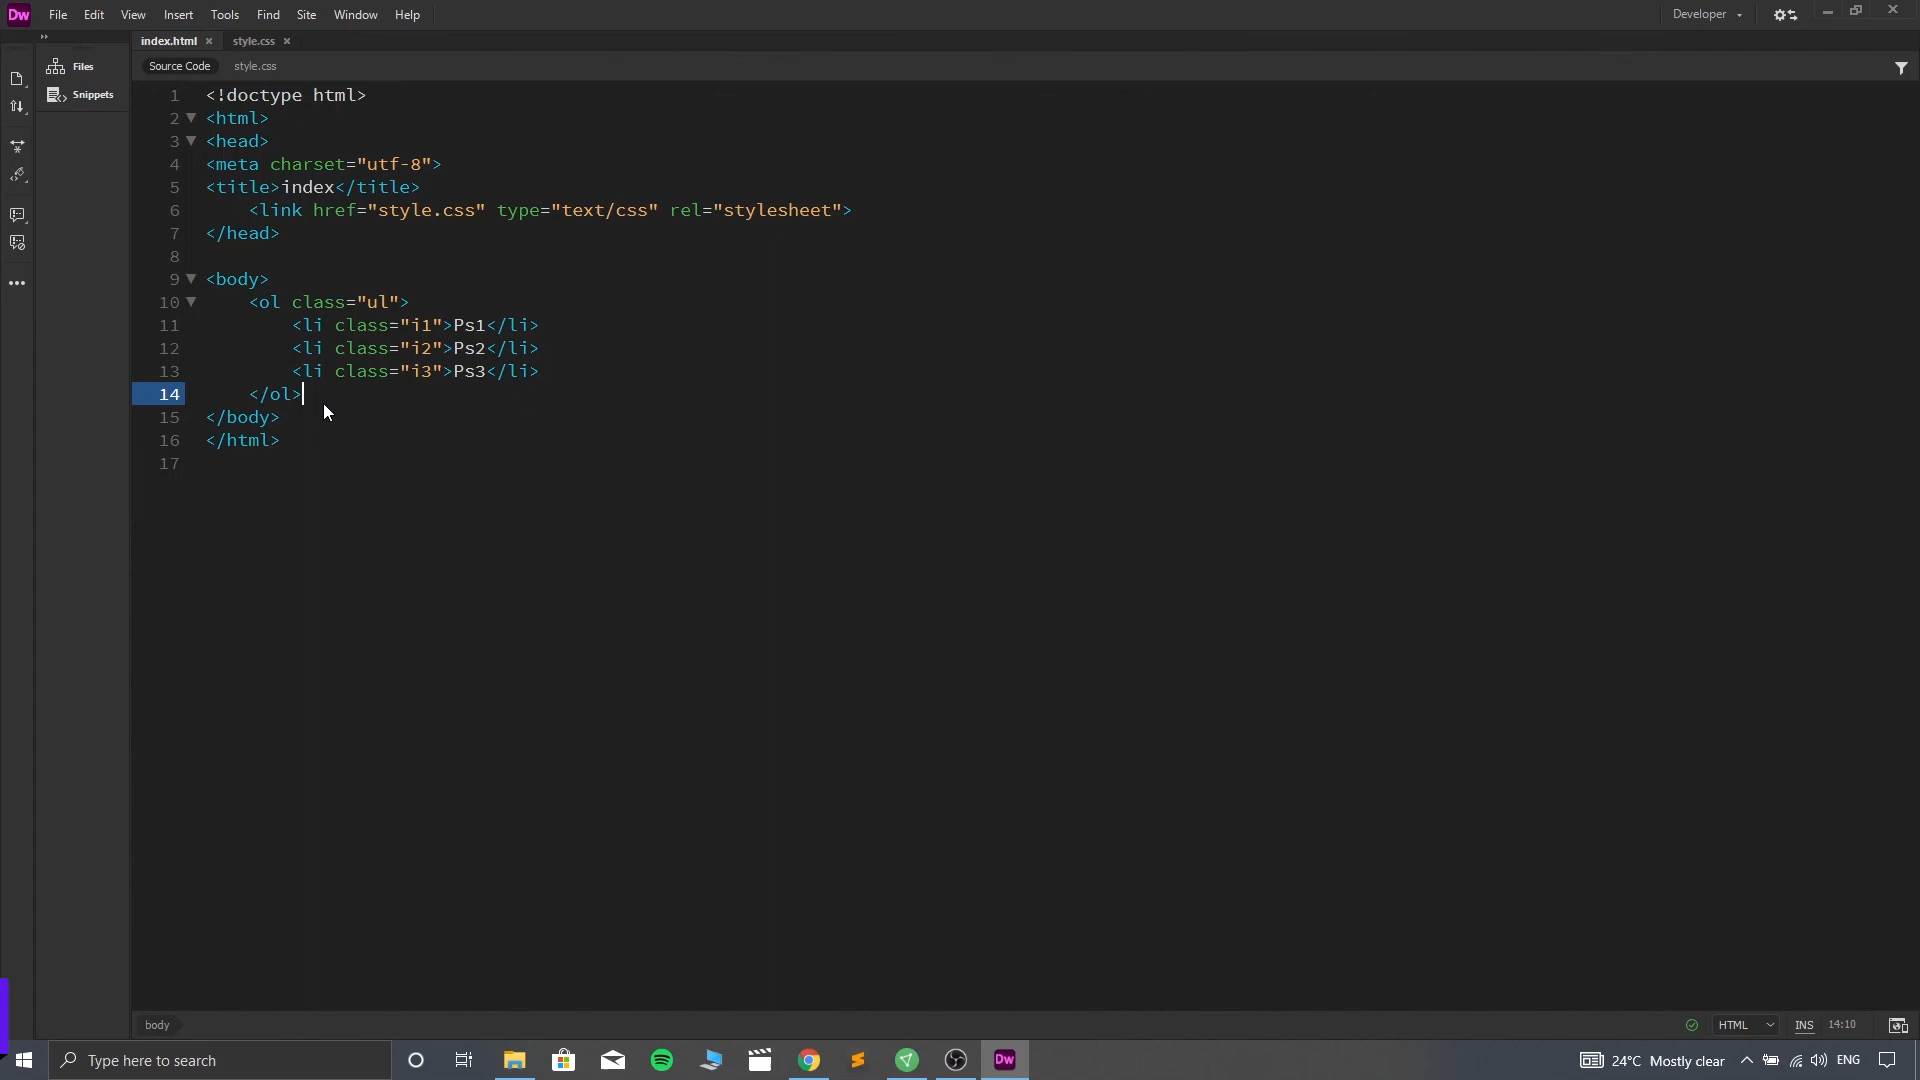 Dw File Edit View Insert Tools Find Site Window Help Developer
index.html × style.css ×
Files
Source Code style.css
Snippets
1 <!doctype html>
2 <html>
3 <head>
4 <meta charset="utf-8">
5 <title>index</title>
6 <link href="style.css" type="text/css" rel="stylesheet">
7 </head>
8
9 <body>
10 <ol class="ul">
11 <li class="i1">Ps1</li>
12 <li class="i2">Ps2</li>
13 <li class="i3">Ps3</li>
14 </ol>
15 </body>
16 </html>
17
body HTML INS 14:10
Type here to search Dw 24°C Mostly clear ENG